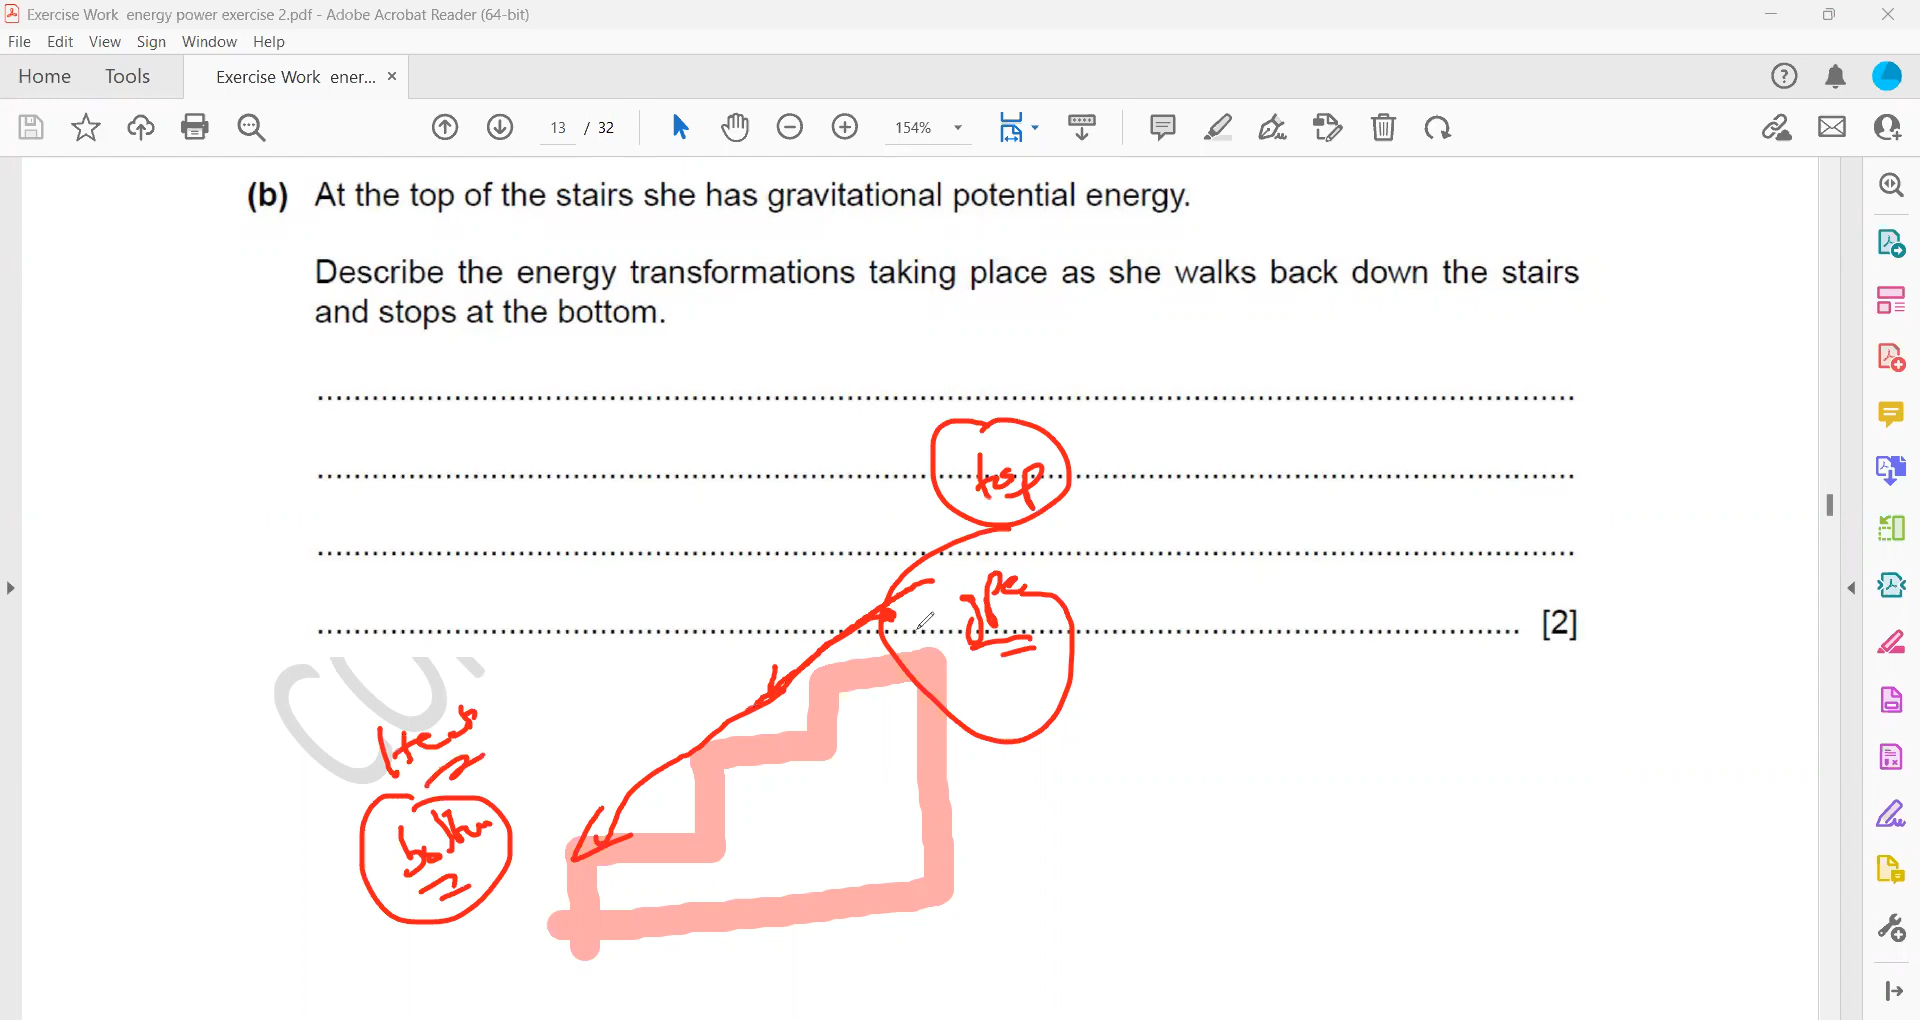 Exercise Work  energy power exercise 2.pdf - Adobe Acrobat Reader (64-bit)
File Edit View Sign Window Help
Home Tools Exercise Work  ener... ×
13 / 32 154%
(b) At the top of the stairs she has gravitational potential energy.
Describe the energy transformations taking place as she walks back down the stairs
and stops at the bottom.
top
[2]